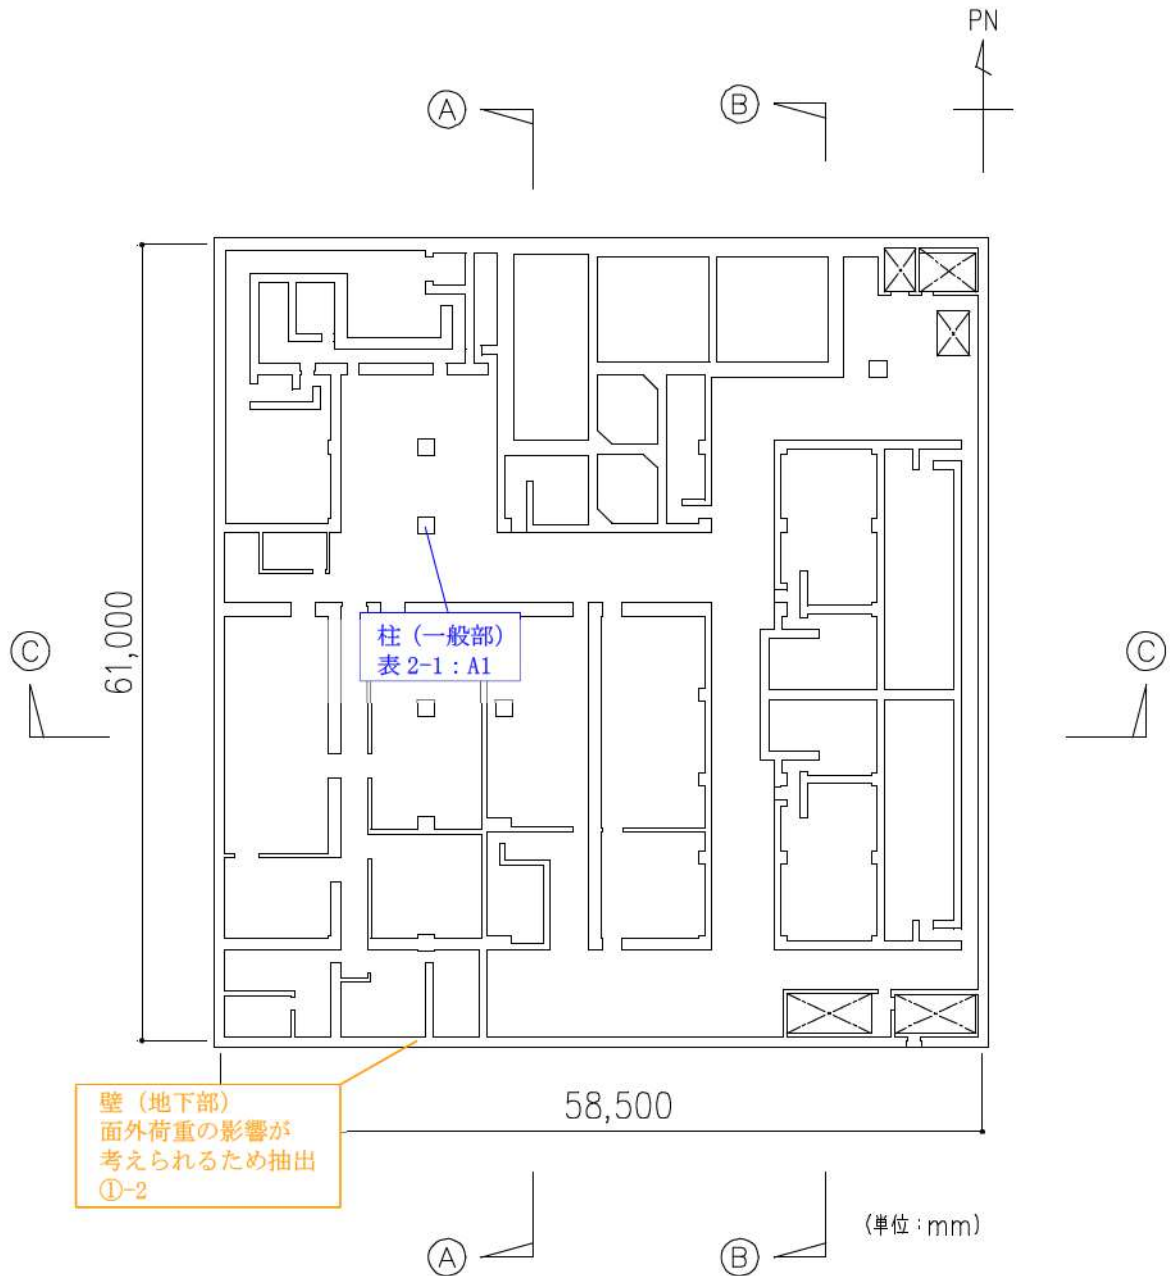 PN
A
B
61,000
C
C
柱（一般部）
表 2-1：A1
壁（地下部）
面外荷重の影響が
考えられるため抽出
①-2
58,500
A
B
(単位：mm)